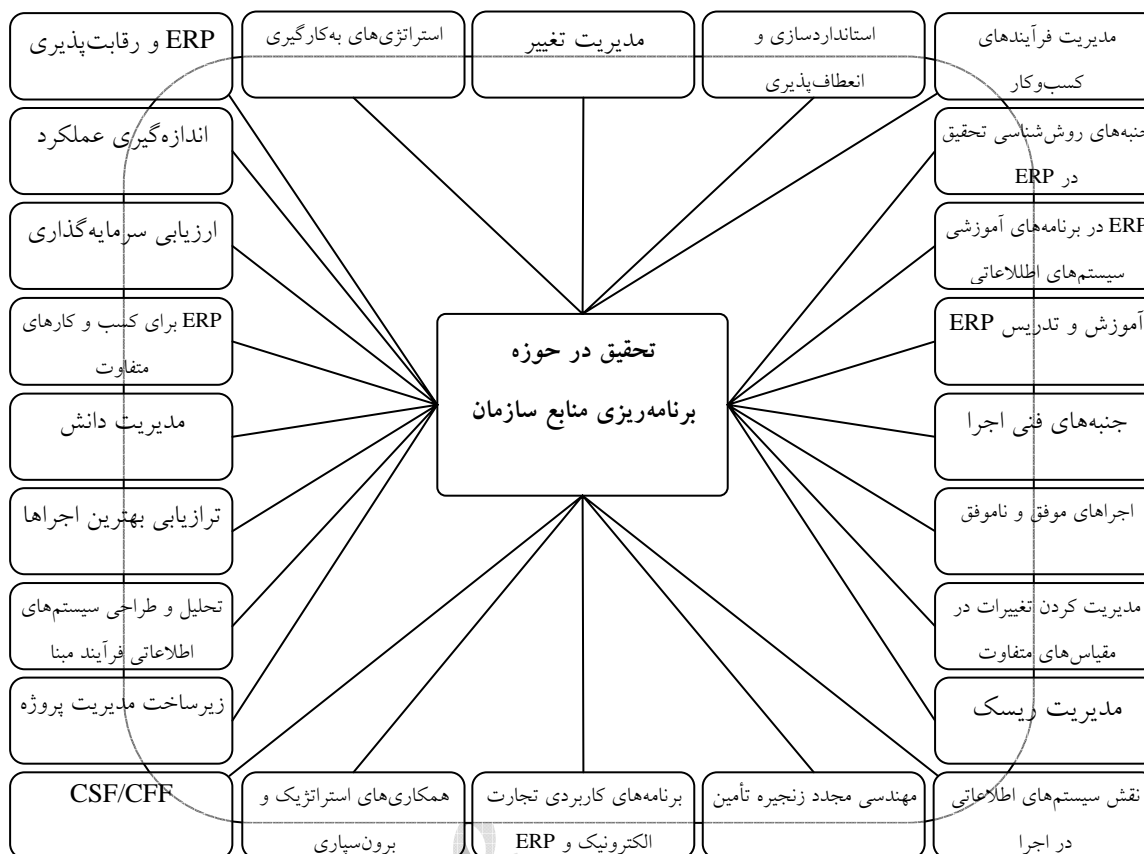 مدیریت فرآیندهای
کسب‌وکار
استانداردسازی و
انعطاف‌پذیری
مدیریت تغییر
استراتژی‌های به‌کارگیری
ERP و رقابت‌پذیری
جنبه‌های روش‌شناسی تحقیق
در ERP
اندازه‌گیری عملکرد
ERP در برنامه‌های آموزشی
سیستم‌های اطللاعاتی
ارزیابی سرمایه‌گذاری
آموزش و تدریس ERP
تحقیق در حوزه
برنامه‌ریزی منابع سازمان
ERP برای کسب و کارهای
متفاوت
جنبه‌های فنی اجرا
مدیریت دانش
اجراهای موفق و ناموفق
ترازیابی بهترین اجراها
مدیریت کردن تغییرات در
مقیاس‌های متفاوت
تحلیل و طراحی سیستم‌های
اطلاعاتی فرآیند مبنا
مدیریت ریسک
زیرساخت مدیریت پروژه
نقش سیستم‌های اطلاعاتی
در اجرا
مهندسی مجدد زنجیره تأمین
برنامه‌های کاربردی تجارت
الکترونیک و ERP
همکاری‌های استراتژیک و
برون‌سپاری
CSF/CFF